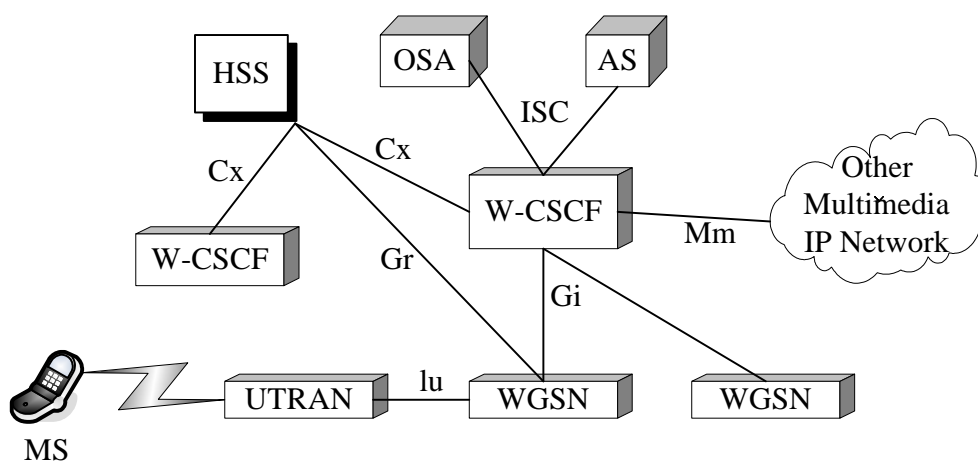 HSS
OSA
AS
ISC
Cx
Cx
Other
Multimedia
IP Network
W-CSCF
W-CSCF
Mm
Gr
Gi
lu
UTRAN
WGSN
WGSN
MS